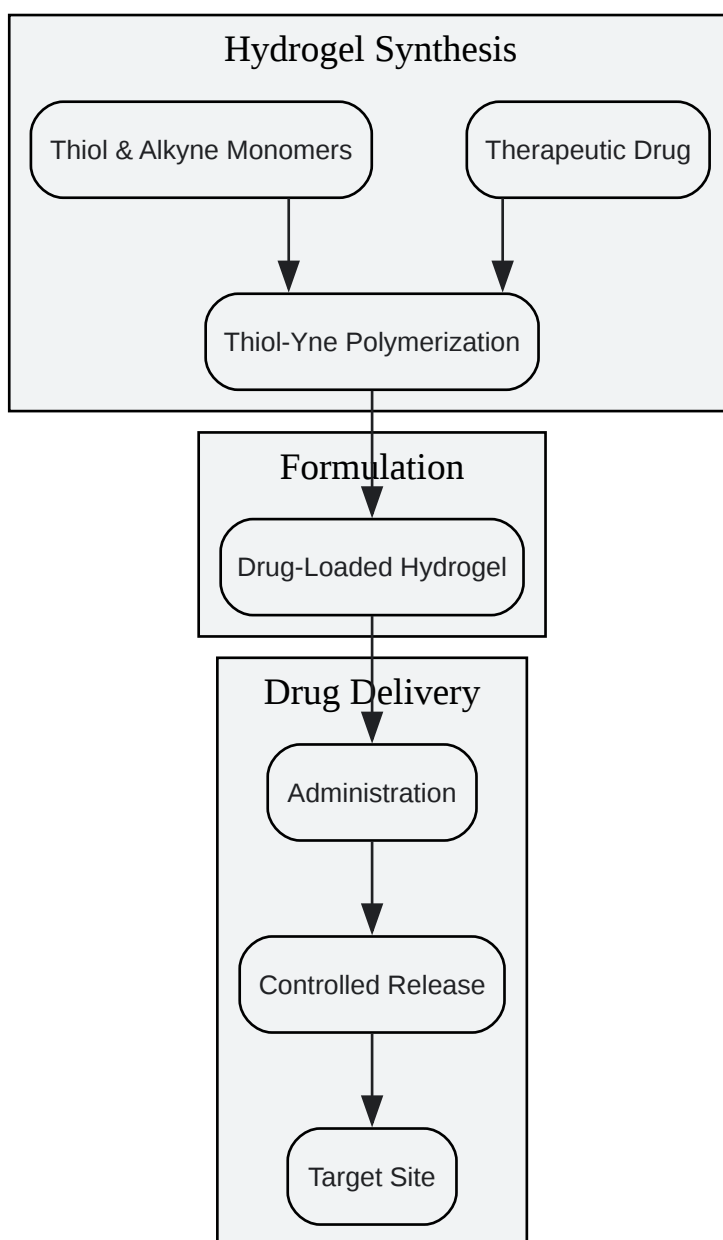 Hydrogel Synthesis
Thiol & Alkyne Monomers
Therapeutic Drug
Thiol-Yne Polymerization
Formulation
Drug-Loaded Hydrogel
Drug Delivery
Administration
Controlled Release
Target Site